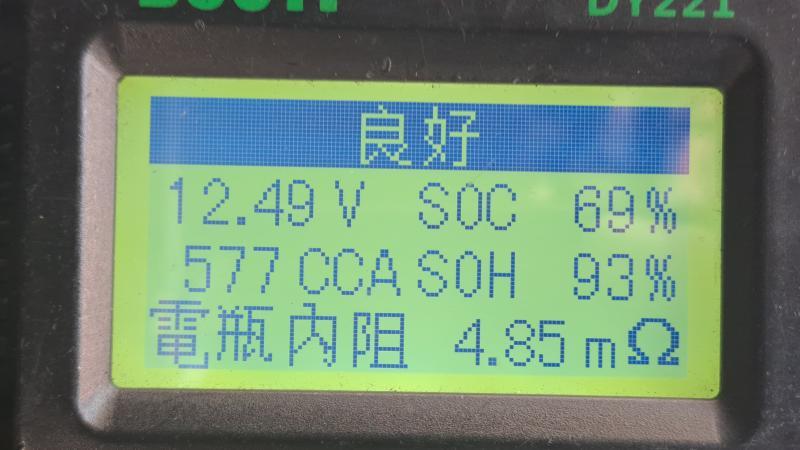 DY221
良好
12.49 V SOC 69%
577 CCA SOH 93%
電瓶內阻 4.85 mΩ